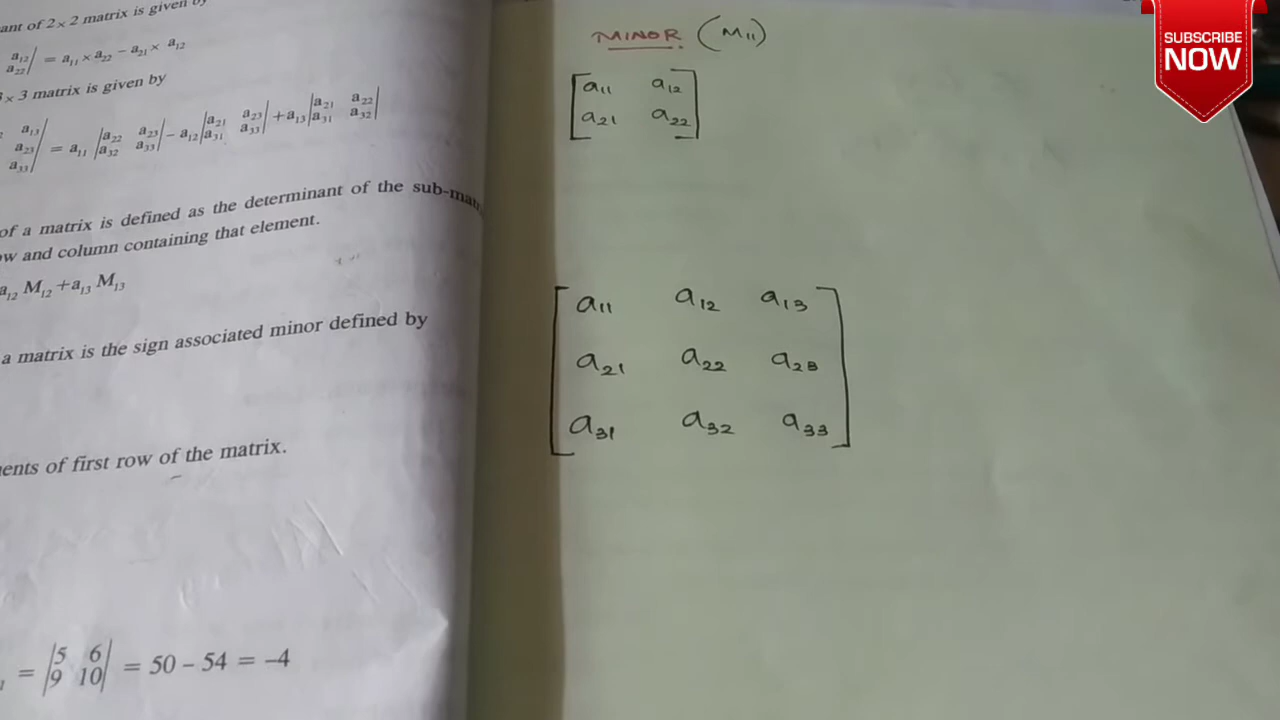 ant of 2 × 2 matrix is given by
a₁₂
a₂₂| = a₁₁ × a₂₂ − a₂₁ × a₁₂
3 × 3 matrix is given by
a₁₃
a₂₃
a₃₃| = a₁₁ |a₂₂ a₂₃
a₃₂ a₃₃| − a₁₂ |a₂₁ a₂₃
a₃₁ a₃₃| + a₁₃ |a₂₁ a₂₂
a₃₁ a₃₂|
of a matrix is defined as the determinant of the sub-mat
ow and column containing that element.
a₁₂ M₁₂ + a₁₃ M₁₃
a matrix is the sign associated minor defined by
ents of first row of the matrix.
= |5 6
9 10| = 50 − 54 = −4
MINOR (M₁₁)
a₁₁ a₁₂
a₂₁ a₂₂
a₁₁ a₁₂ a₁₃
a₂₁ a₂₂ a₂₃
a₃₁ a₃₂ a₃₃
SUBSCRIBE
NOW